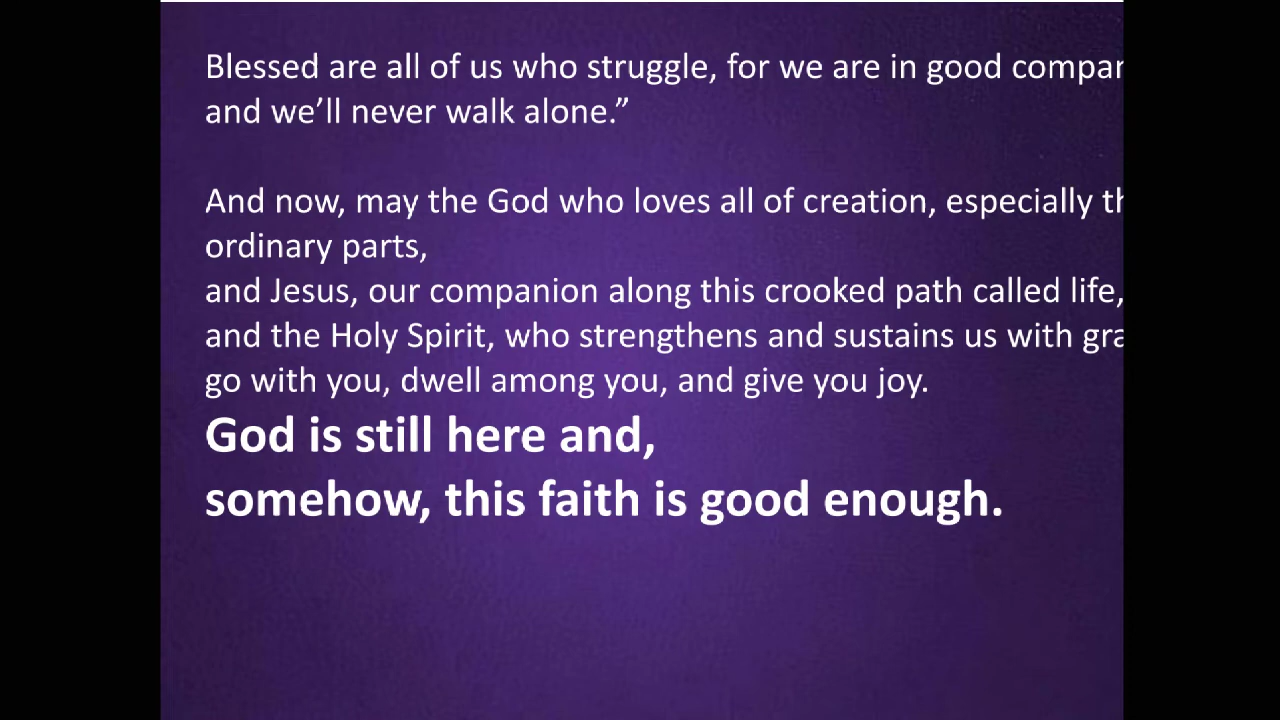 Blessed are all of us who struggle, for we are in good
and we’ll never walk alone.”
And now, may the God who loves all of creation, especially
ordinary parts,
and Jesus, our companion along this crooked path called life,
and the Holy Spirit, who strengthens and sustains us with
go with you, dwell among you, and give you joy.
God is still here and,
somehow, this faith is good enough.